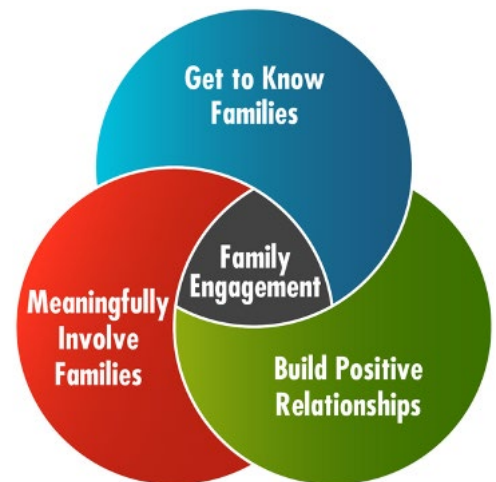 Get to Know
Families
Family
Engagement
Meaningfully
Involve
Families
Build Positive
Relationships